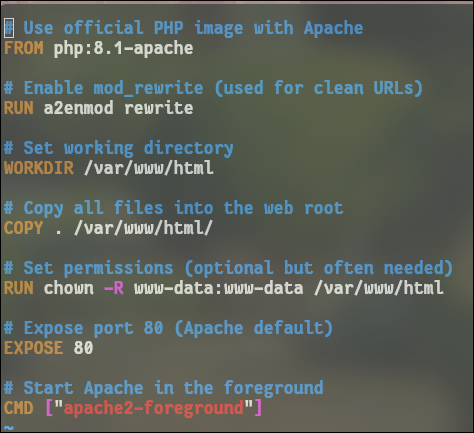 # Use official PHP image with Apache
FROM php:8.1-apache
# Enable mod_rewrite (used for clean URLs)
RUN a2enmod rewrite
# Set working directory
WORKDIR /var/www/html
# Copy all files into the web root
COPY . /var/www/html/
# Set permissions (optional but often needed)
RUN chown -R www-data:www-data /var/www/html
# Expose port 80 (Apache default)
EXPOSE 80
# Start Apache in the foreground
CMD ["apache2-foreground"]
~